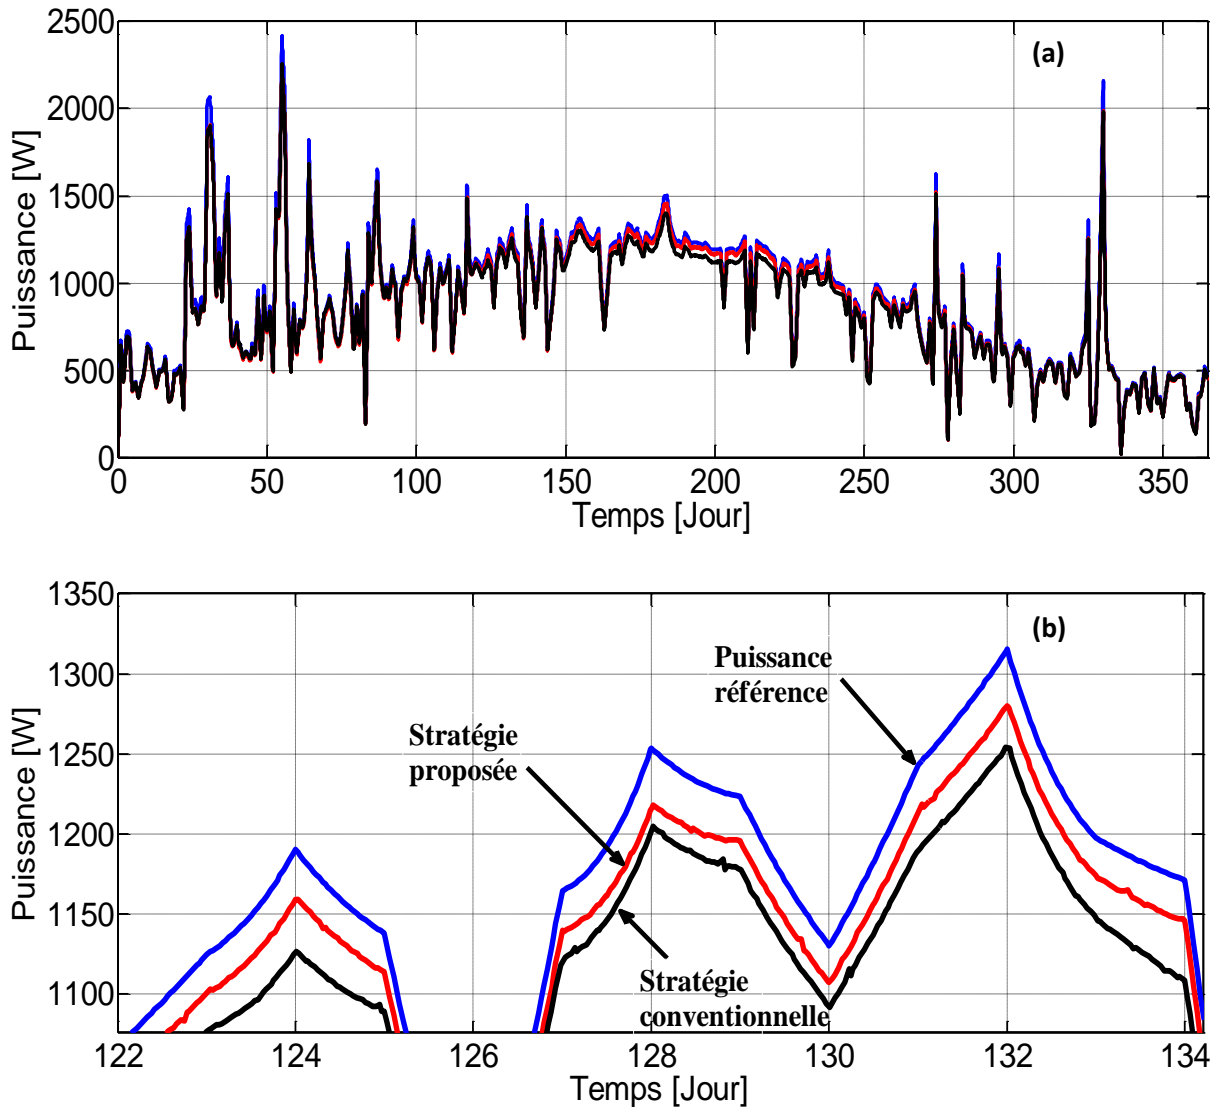 2500
(a)
2000
1500
1000
500
0
Puissance [W]
0 50 100 150 200 250 300 350
Temps [Jour]
1350
(b)
1300
1250
1200
1150
1100
Puissance [W]
Puissance
référence
Stratégie
proposée
Stratégie
conventionnelle
122 124 126 128 130 132 134
Temps [Jour]